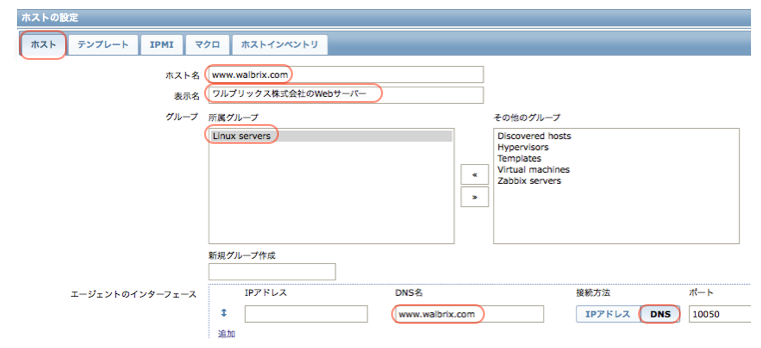 ホストの設定
ホスト テンプレート IPMI マクロ ホストインベントリ
ホスト名 www.walbrix.com
表示名 ワルブリックス株式会社のWebサーバー
グループ 所属グループ その他のグループ
Linux servers Discovered hosts
Hypervisors
Templates
Virtual machines
Zabbix servers
«
»
新規グループ作成
エージェントのインターフェース IPアドレス DNS名 接続方法 ポート
www.walbrix.com IPアドレス DNS 10050
追加